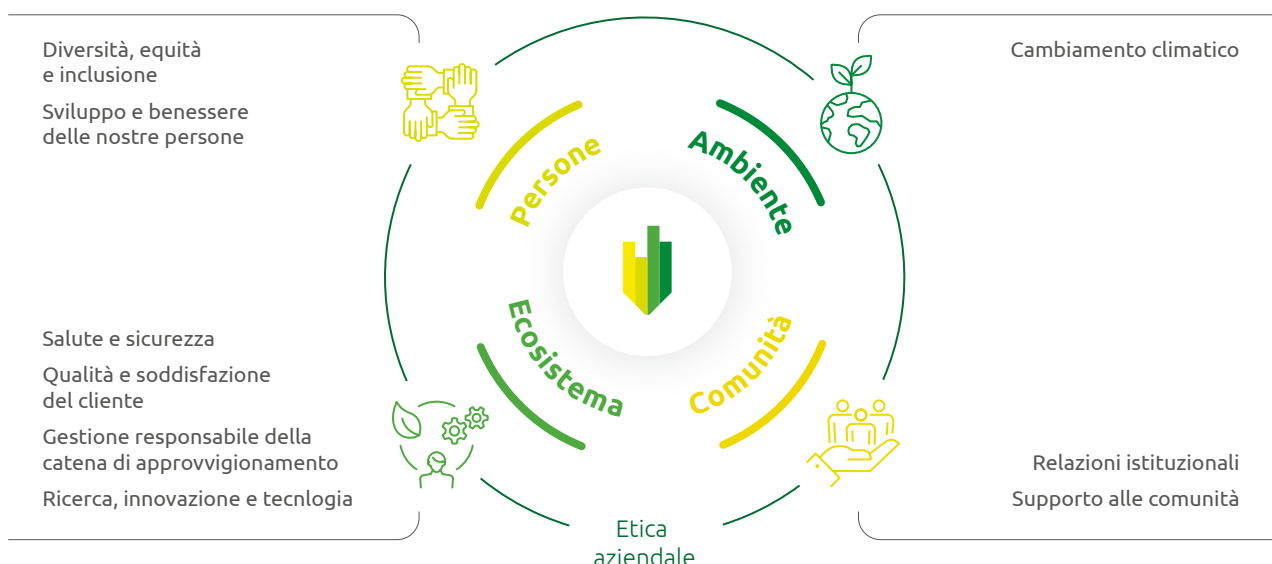 Diversità, equità
e inclusione
Sviluppo e benessere
delle nostre persone
Cambiamento climatico
Persone
Ambiente
Ecosistema
Comunità
Salute e sicurezza
Qualità e soddisfazione
del cliente
Gestione responsabile della
catena di approvvigionamento
Ricerca, innovazione e tecnlogia
Relazioni istituzionali
Supporto alle comunità
Etica
aziendale